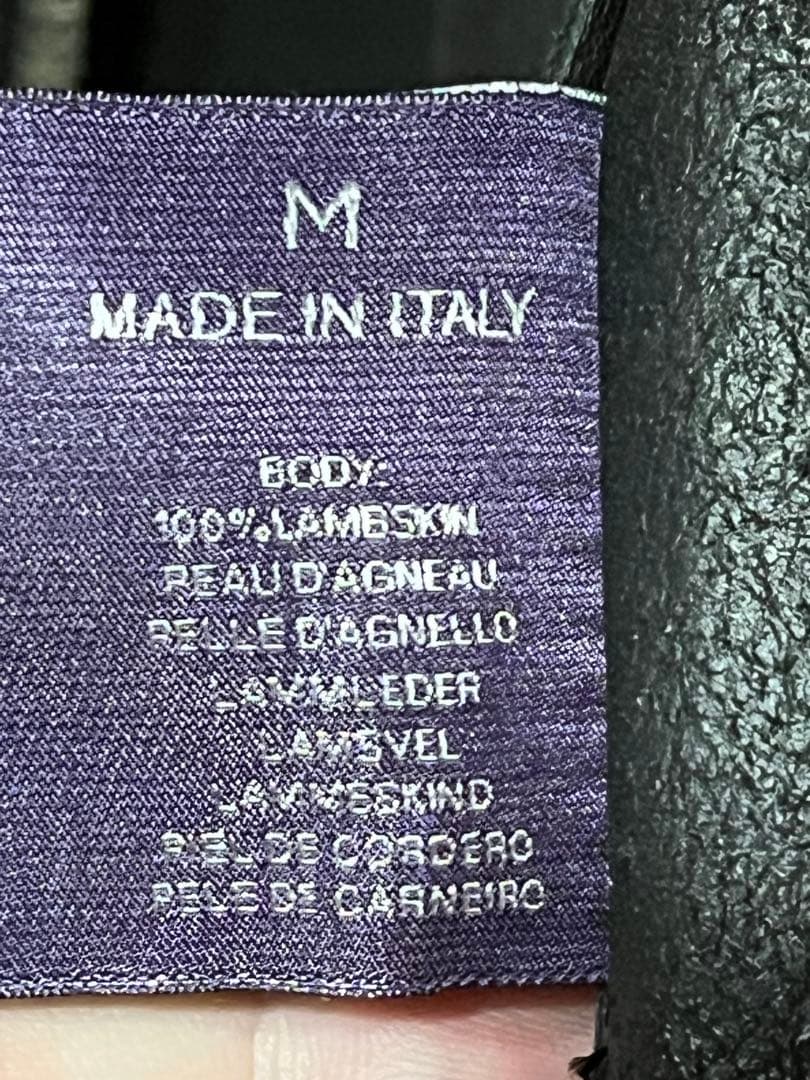 M
MADE IN ITALY
BODY:
100% LAMBSKIN
PEAU D'AGNEAU
PELLE D'AGNELLO
LAMMLEDER
LAMSVEL
LAMMESKIND
PIEL DE CORDERO
PELE DE CARNEIRO